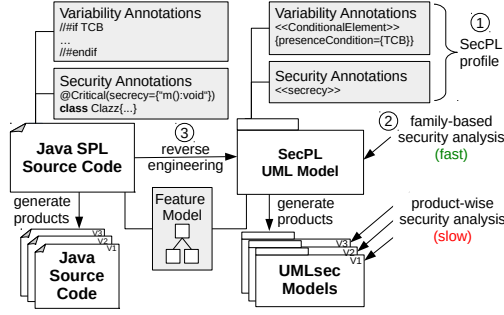 Variability Annotations
//#if TCB
...
//#endif
Security Annotations
@Critical(secrecy={"m():void"})
class Clazz{...}
Variability Annotations
<<ConditionalElement>>
{presenceCondition={TCB}}
Security Annotations
<<secrecy>>
1
SecPL
profile
Java SPL
Source Code
3
reverse
engineering
SecPL
UML Model
2
family-based
security analysis
(fast)
generate
products
Feature
Model
generate
products
product-wise
security analysis
(slow)
V3
V2
V1
Java
Source
Code
V3
V2
V1
UMLsec
Models